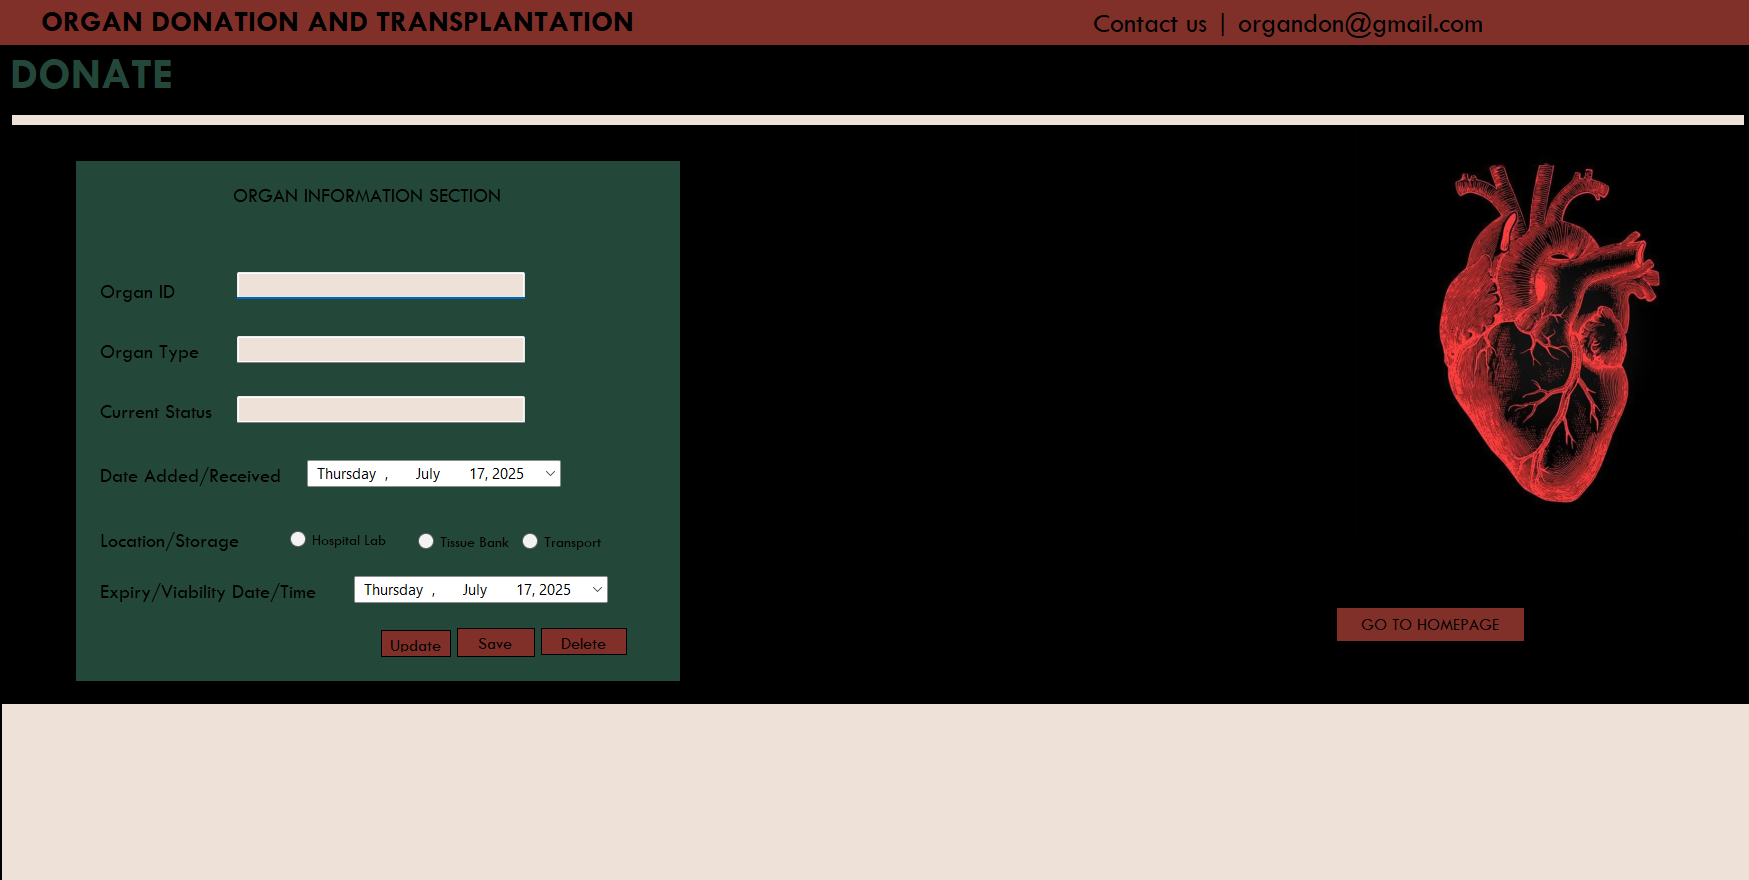 ORGAN DONATION AND TRANSPLANTATION
Contact us | organdon@gmail.com
DONATE
ORGAN INFORMATION SECTION
Organ ID
Organ Type
Current Status
Date Added/Received Thursday , July 17, 2025
Location/Storage Hospital Lab Tissue Bank Transport
Expiry/Viability Date/Time Thursday , July 17, 2025
Update Save Delete
GO TO HOMEPAGE